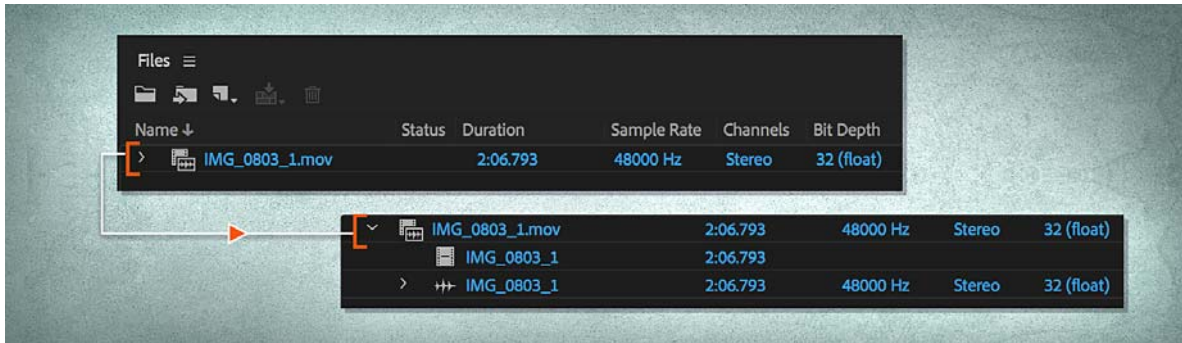 Files
Name Status Duration Sample Rate Channels Bit Depth
IMG_0803_1.mov 2:06.793 48000 Hz Stereo 32 (float)
IMG_0803_1.mov 2:06.793 48000 Hz Stereo 32 (float)
IMG_0803_1 2:06.793
IMG_0803_1 2:06.793 48000 Hz Stereo 32 (float)